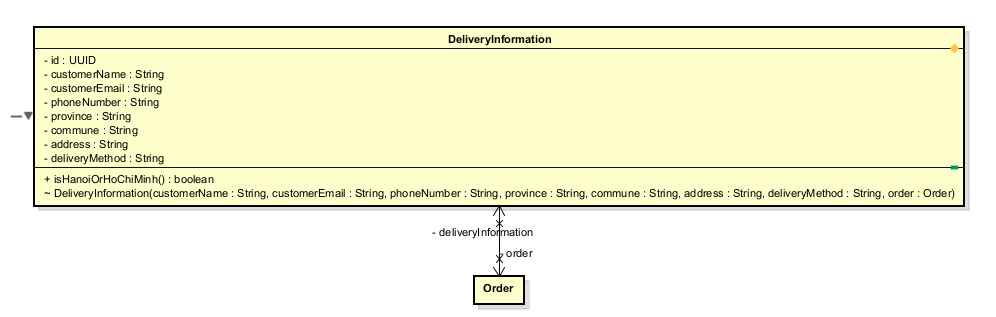 DeliveryInformation
- id : UUID
- customerName : String
- customerEmail : String
- phoneNumber : String
- province : String
- commune : String
- address : String
- deliveryMethod : String
+ isHanoiOrHoChiMinh() : boolean
~ DeliveryInformation(customerName : String, customerEmail : String, phoneNumber : String, province : String, commune : String, address : String, deliveryMethod : String, order : Order)
- deliveryInformation
- order
Order